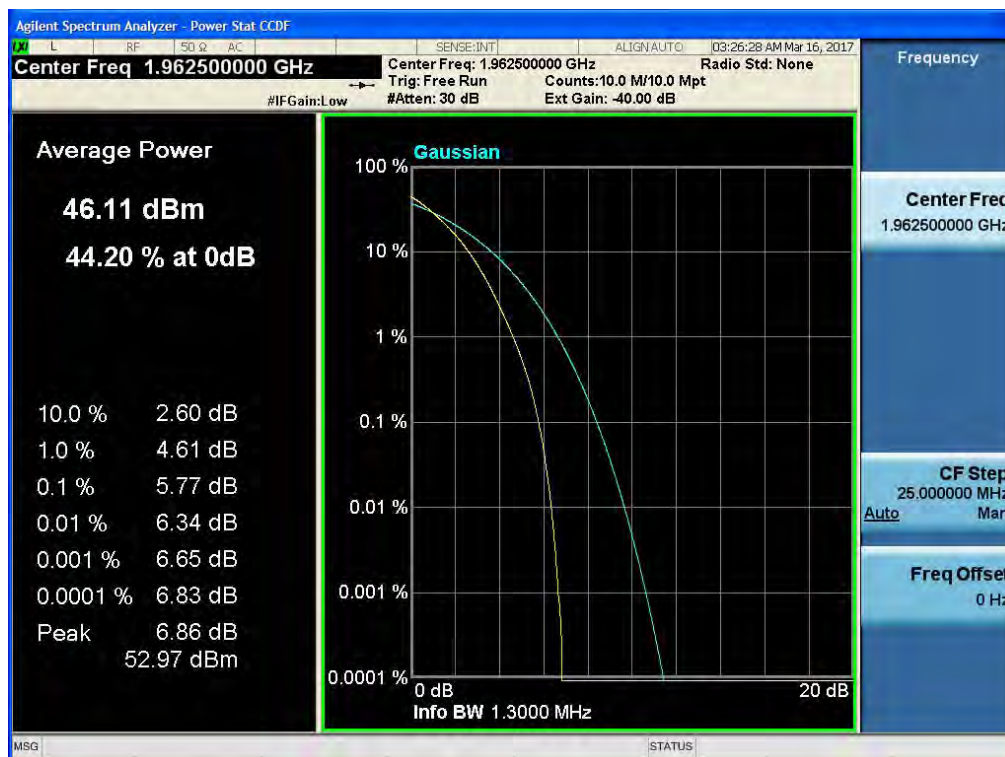 Agilent Spectrum Analyzer - Power Stat CCDF
LXI L RF 50 Ω AC SENSE:INT ALIGN AUTO 03:26:28 AM Mar 16, 2017
Center Freq 1.962500000 GHz
Center Freq: 1.962500000 GHz Radio Std: None
Trig: Free Run Counts:10.0 M/10.0 Mpt
#IFGain:Low #Atten: 30 dB Ext Gain: -40.00 dB
Average Power
46.11 dBm
44.20 % at 0dB
10.0 % 2.60 dB
1.0 % 4.61 dB
0.1 % 5.77 dB
0.01 % 6.34 dB
0.001 % 6.65 dB
0.0001 % 6.83 dB
Peak 6.86 dB
52.97 dBm
Gaussian
100 %
10 %
1 %
0.1 %
0.01 %
0.001 %
0.0001 %
0 dB 20 dB
Info BW 1.3000 MHz
Frequency
Center Freq
1.962500000 GHz
CF Step
25.000000 MHz
Auto Man
Freq Offset
0 Hz
MSG STATUS